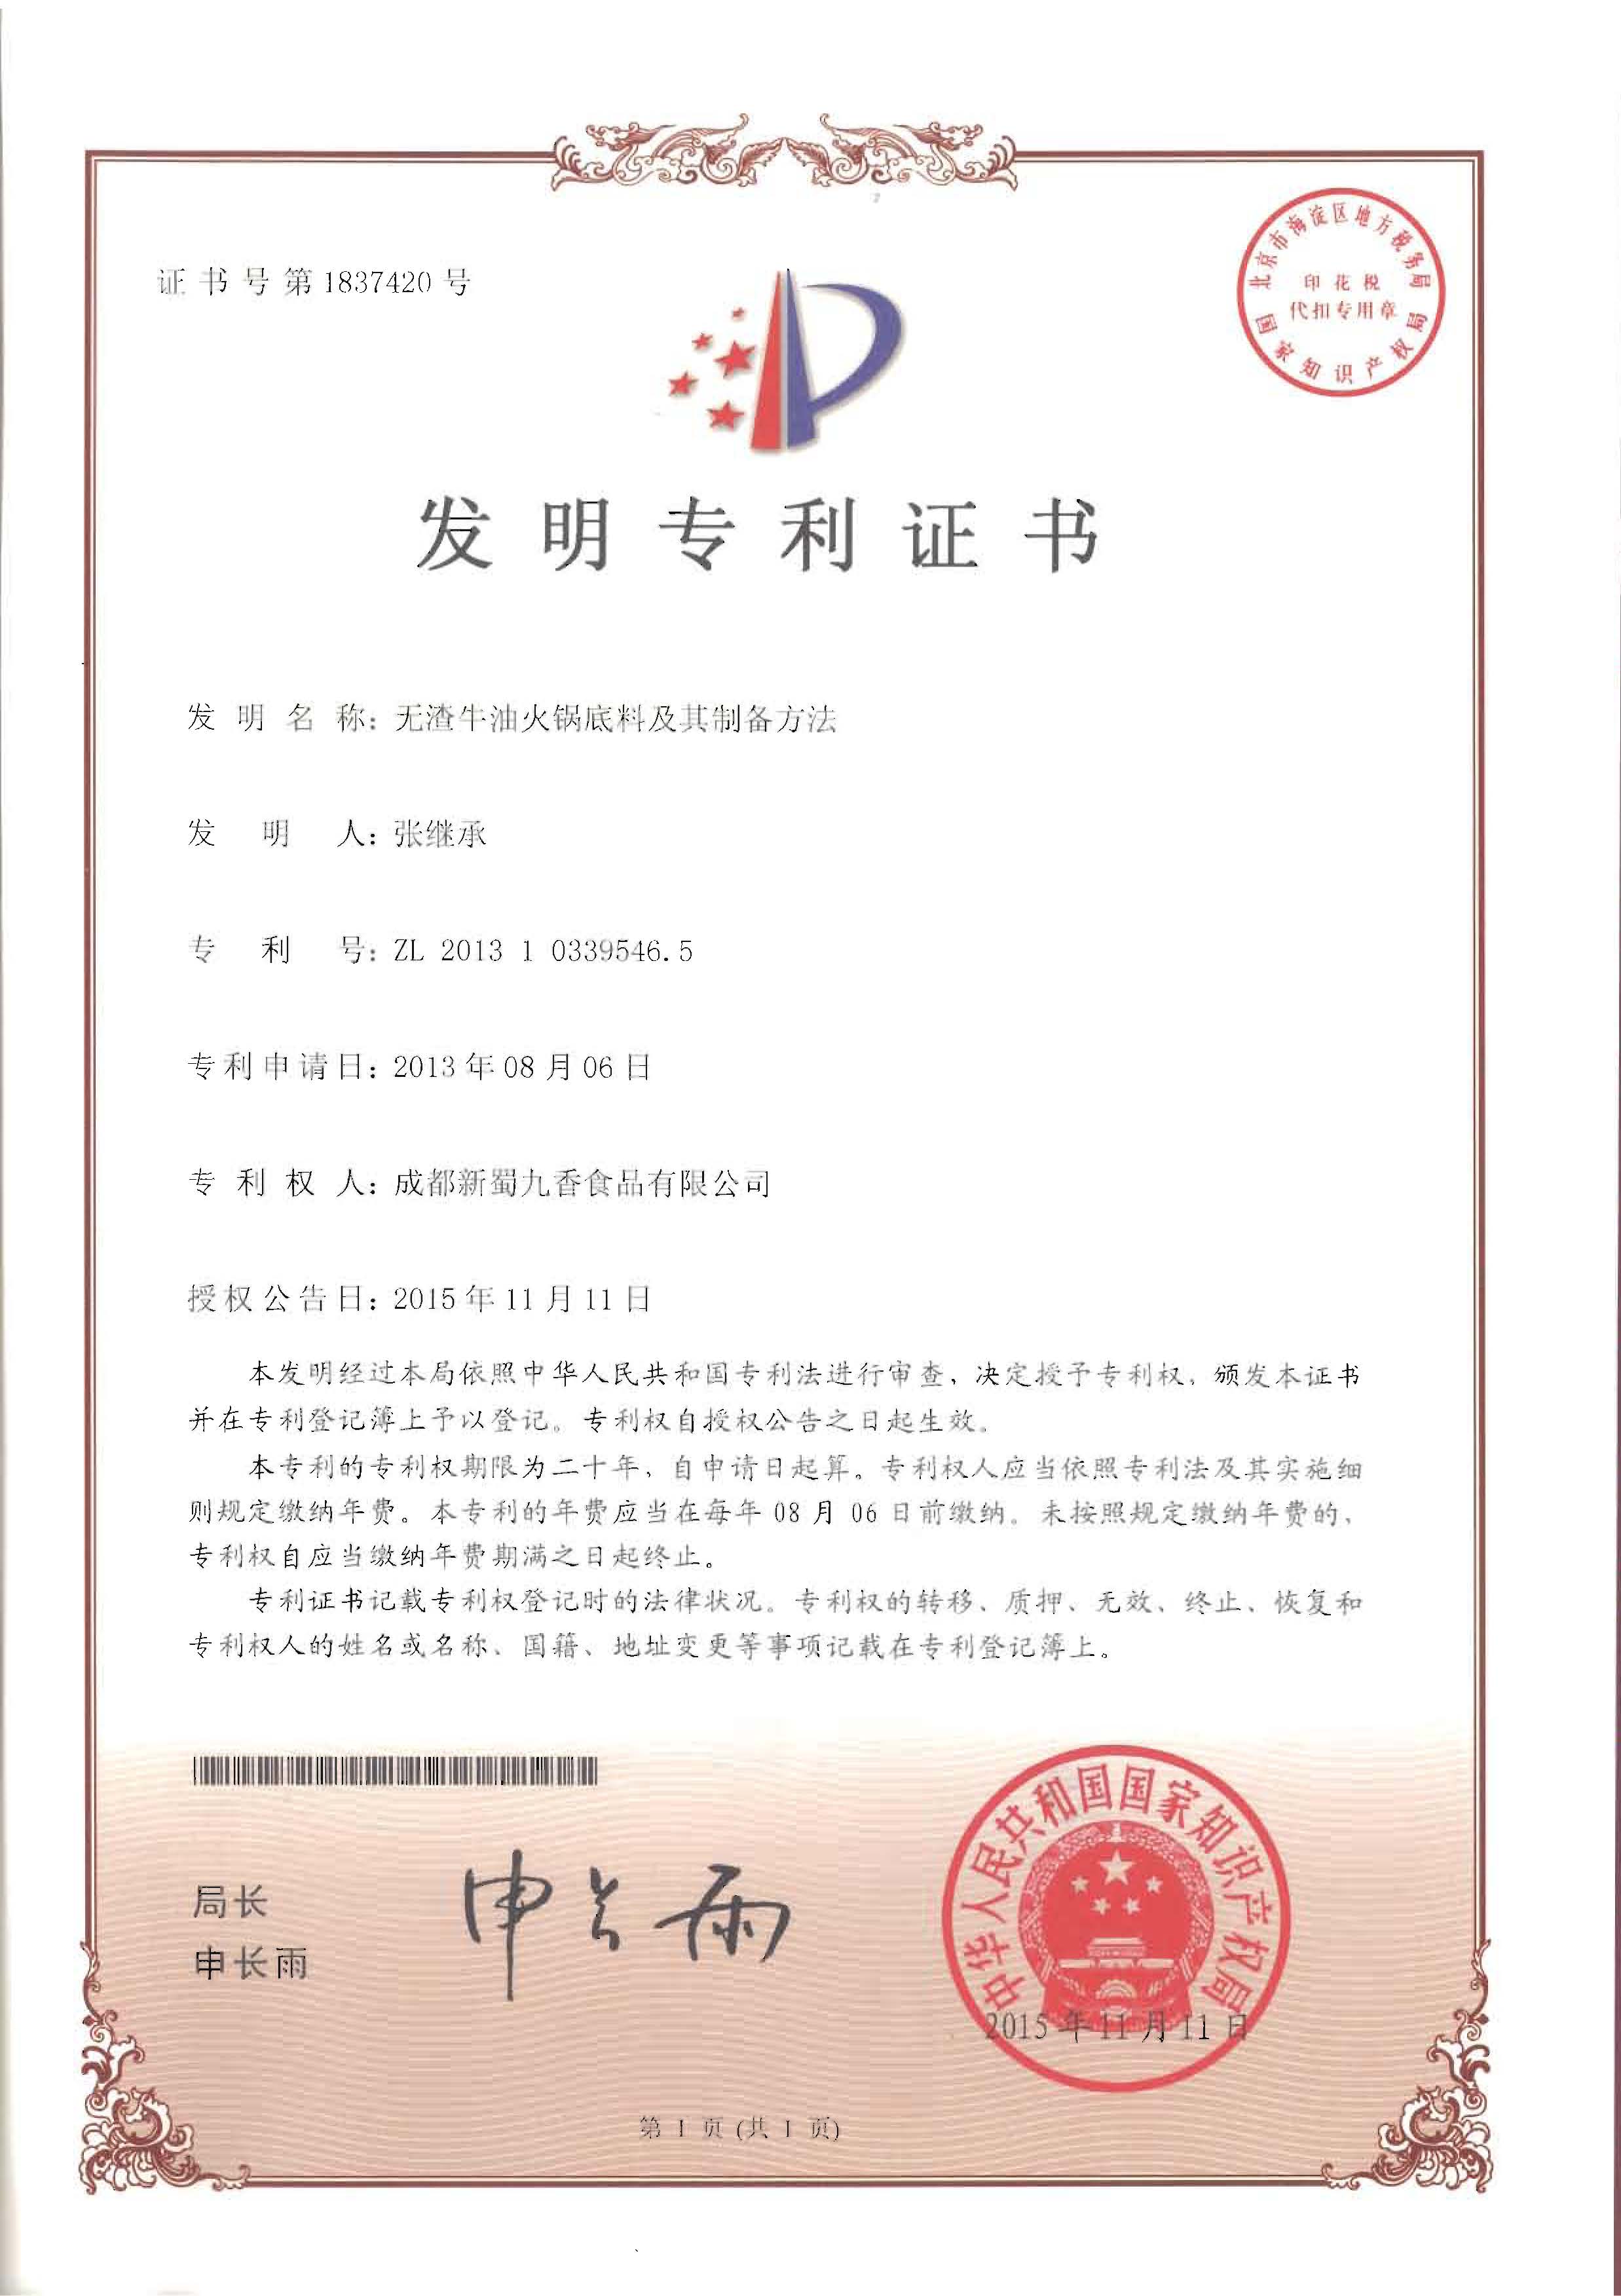 证书号第1837420号
北京市海淀区地方税务局
印花税
代扣专用章
国家知识产权局
发明专利证书
发明名称：无渣牛油火锅底料及其制备方法
发明人：张继承
专利号：ZL 2013 1 0339546.5
专利申请日：2013年08月06日
专利权人：成都新蜀九香食品有限公司
授权公告日：2015年11月11日
本发明经过本局依照中华人民共和国专利法进行审查，决定授予专利权，颁发本证书
并在专利登记簿上予以登记。专利权自授权公告之日起生效。
本专利的专利权期限为二十年，自申请日起算。专利权人应当依照专利法及其实施细
则规定缴纳年费。本专利的年费应当在每年08月06日前缴纳。未按照规定缴纳年费的，
专利权自应当缴纳年费期满之日起终止。
专利证书记载专利权登记时的法律状况。专利权的转移、质押、无效、终止、恢复和
专利权人的姓名或名称、国籍、地址变更等事项记载在专利登记簿上。
局长
申长雨
申长雨
中华人民共和国国家知识产权局
2015年11月11日
第1页(共1页)